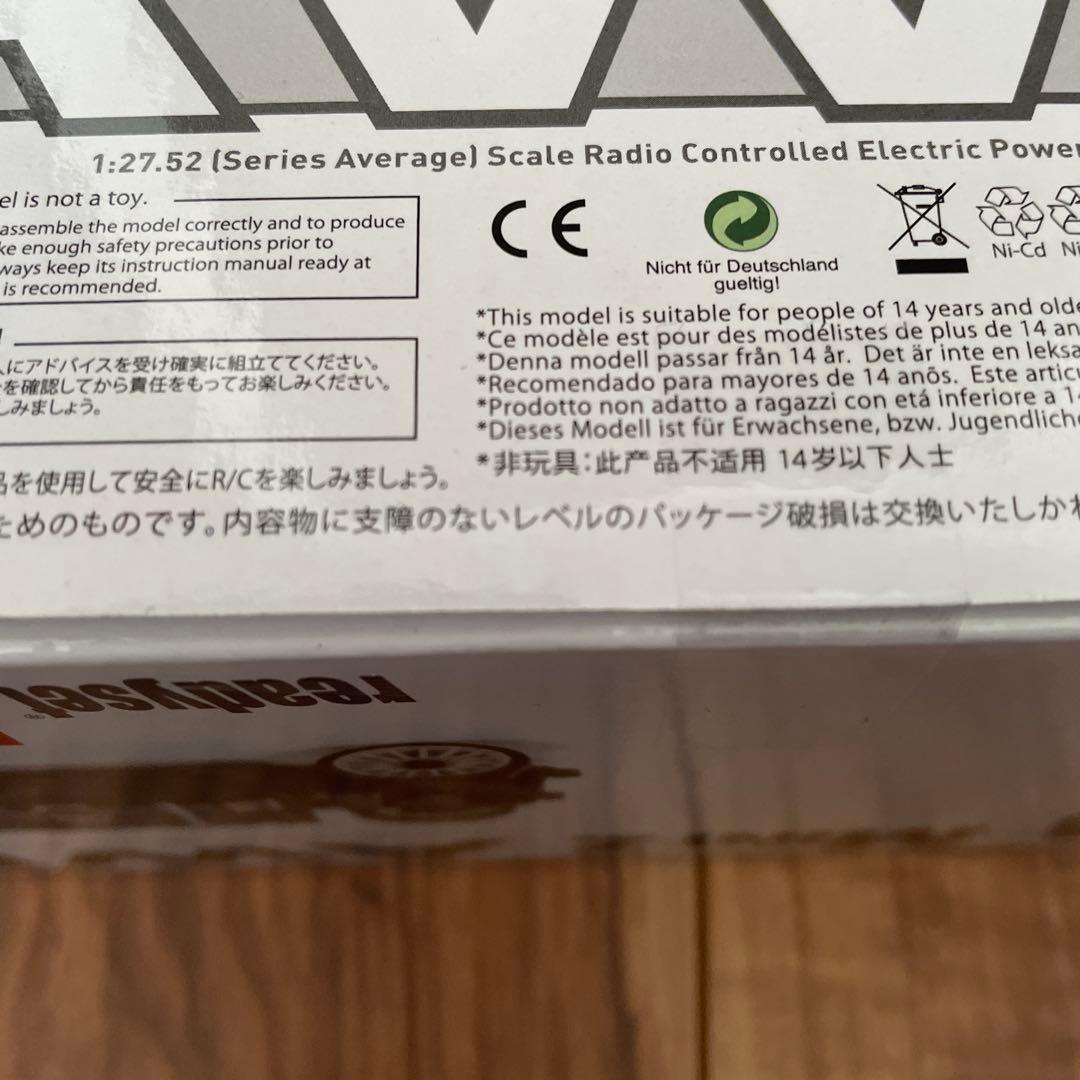 1:27.52 (Series Average) Scale Radio Controlled Electric Power
el is not a toy.
assemble the model correctly and to produce
ke enough safety precautions prior to
ways keep its instruction manual ready at
is recommended.
人にアドバイスを受け確実に組立ててください。
を確認してから責任をもってお楽しみください。
しみましょう。
CE
Nicht für Deutschland
gueltig!
Ni-Cd Ni
*This model is suitable for people of 14 years and olde
*Ce modèle est pour des modélistes de plus de 14 an
*Denna modell passar från 14 år. Det är inte en leksa
*Recomendado para mayores de 14 anõs. Este articu
*Prodotto non adatto a ragazzi con etá inferiore a 14
*Dieses Modell ist für Erwachsene, bzw. Jugendliche
*非玩具：此产品不适用 14岁以下人士
品を使用して安全にR/Cを楽しみましょう。
ためのものです。内容物に支障のないレベルのパッケージ破損は交換いたしかね
readyset®